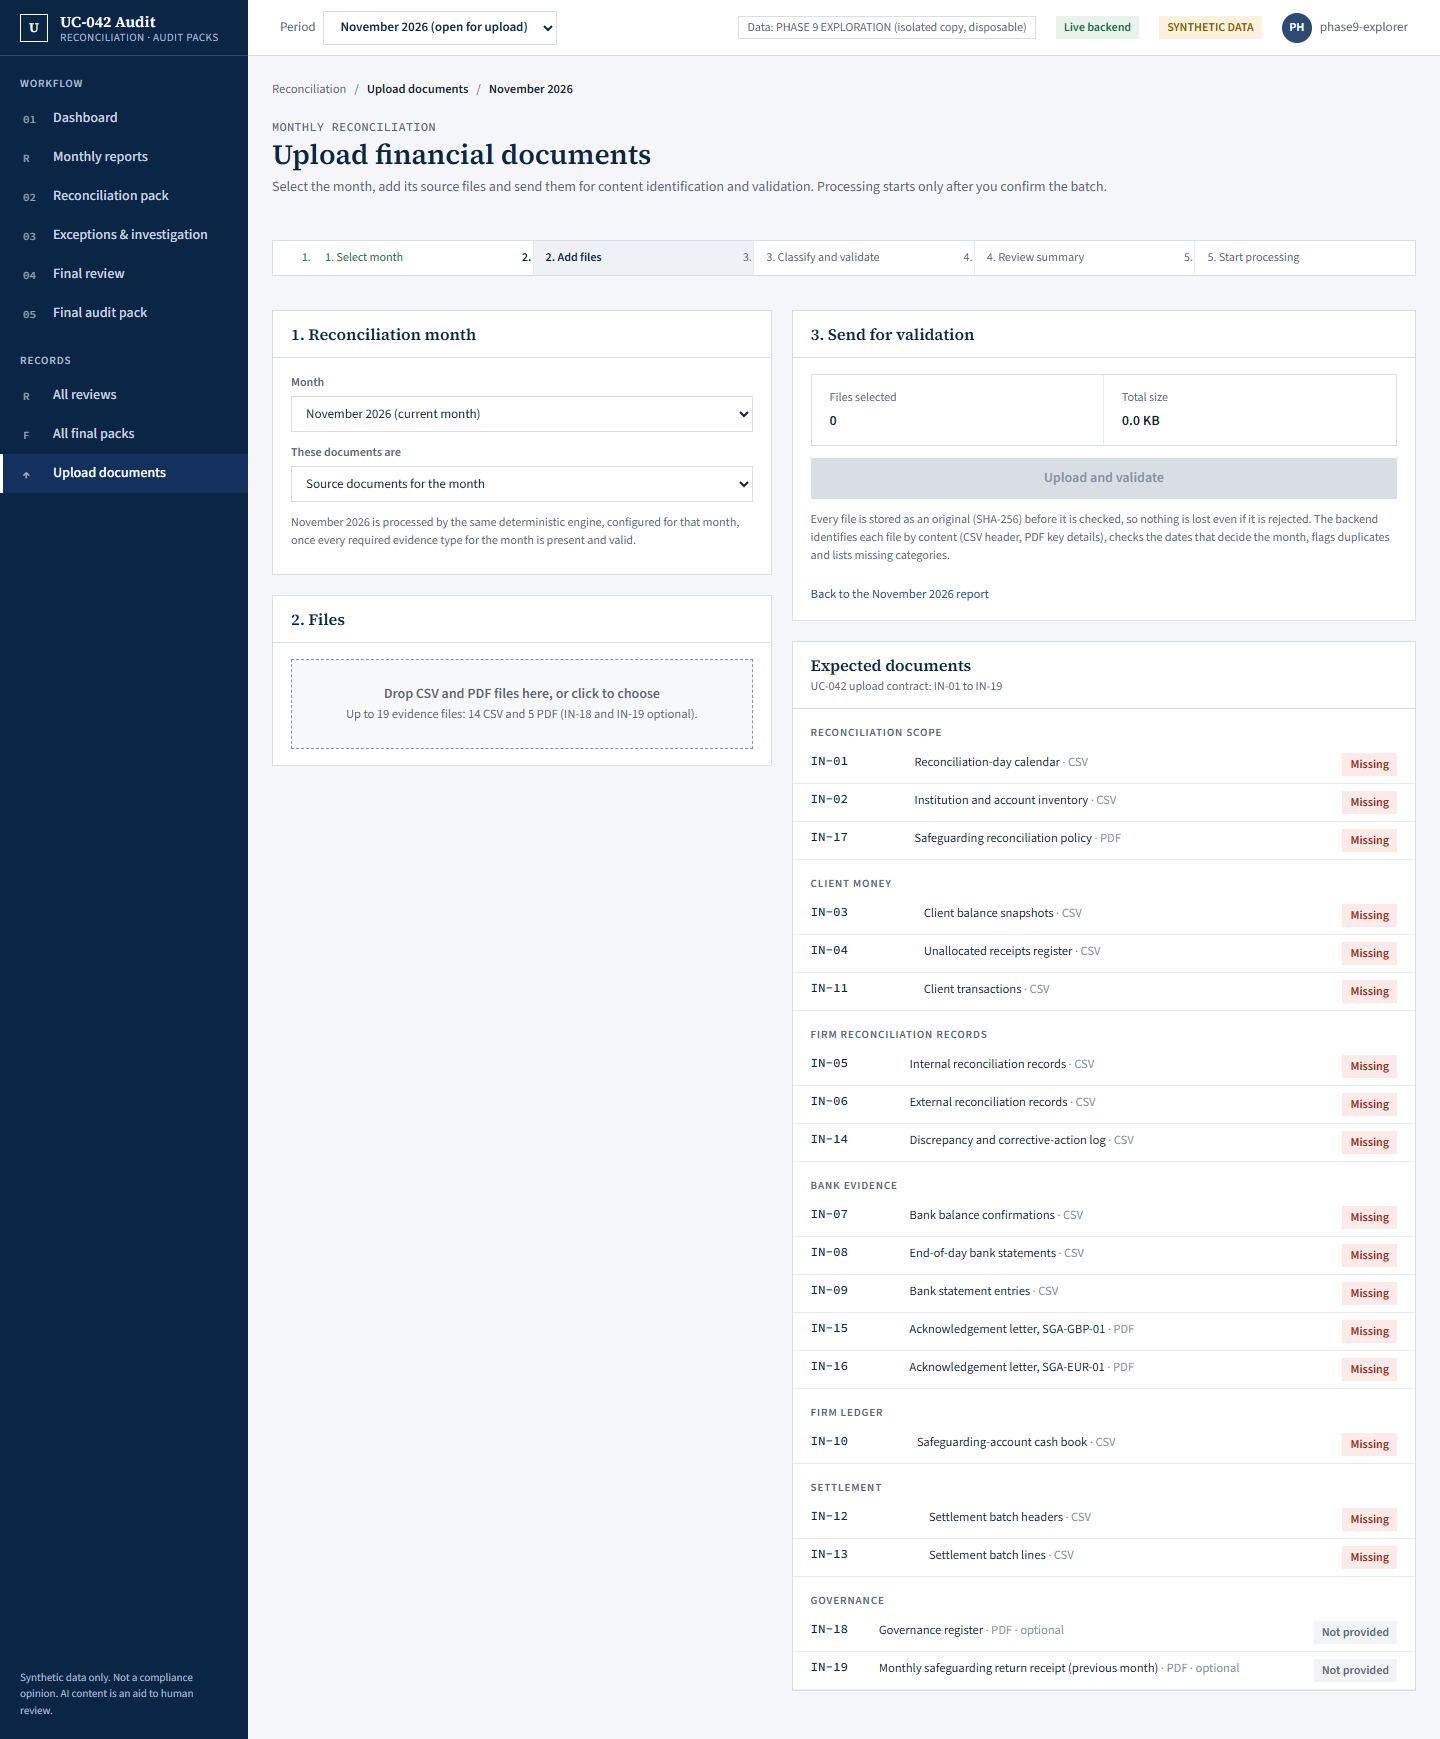 U
UC-042 Audit
RECONCILIATION · AUDIT PACKS
WORKFLOW
01 Dashboard
R Monthly reports
02 Reconciliation pack
03 Exceptions & investigation
04 Final review
05 Final audit pack
RECORDS
R All reviews
F All final packs
↑ Upload documents
Synthetic data only. Not a compliance
opinion. AI content is an aid to human
review.
Period November 2026 (open for upload)
Data: PHASE 9 EXPLORATION (isolated copy, disposable)
Live backend
SYNTHETIC DATA
PH phase9-explorer
Reconciliation / Upload documents / November 2026
MONTHLY RECONCILIATION
Upload financial documents
Select the month, add its source files and send them for content identification and validation. Processing starts only after you confirm the batch.
1. 1. Select month
2. 2. Add files
3. 3. Classify and validate
4. 4. Review summary
5. 5. Start processing
1. Reconciliation month
Month
November 2026 (current month)
These documents are
Source documents for the month
November 2026 is processed by the same deterministic engine, configured for that month,
once every required evidence type for the month is present and valid.
2. Files
Drop CSV and PDF files here, or click to choose
Up to 19 evidence files: 14 CSV and 5 PDF (IN-18 and IN-19 optional).
3. Send for validation
Files selected
0
Total size
0.0 KB
Upload and validate
Every file is stored as an original (SHA-256) before it is checked, so nothing is lost even if it is rejected. The backend
identifies each file by content (CSV header, PDF key details), checks the dates that decide the month, flags duplicates
and lists missing categories.
Back to the November 2026 report
Expected documents
UC-042 upload contract: IN-01 to IN-19
RECONCILIATION SCOPE
IN-01 Reconciliation-day calendar · CSV Missing
IN-02 Institution and account inventory · CSV Missing
IN-17 Safeguarding reconciliation policy · PDF Missing
CLIENT MONEY
IN-03 Client balance snapshots · CSV Missing
IN-04 Unallocated receipts register · CSV Missing
IN-11 Client transactions · CSV Missing
FIRM RECONCILIATION RECORDS
IN-05 Internal reconciliation records · CSV Missing
IN-06 External reconciliation records · CSV Missing
IN-14 Discrepancy and corrective-action log · CSV Missing
BANK EVIDENCE
IN-07 Bank balance confirmations · CSV Missing
IN-08 End-of-day bank statements · CSV Missing
IN-09 Bank statement entries · CSV Missing
IN-15 Acknowledgement letter, SGA-GBP-01 · PDF Missing
IN-16 Acknowledgement letter, SGA-EUR-01 · PDF Missing
FIRM LEDGER
IN-10 Safeguarding-account cash book · CSV Missing
SETTLEMENT
IN-12 Settlement batch headers · CSV Missing
IN-13 Settlement batch lines · CSV Missing
GOVERNANCE
IN-18 Governance register · PDF · optional Not provided
IN-19 Monthly safeguarding return receipt (previous month) · PDF · optional Not provided